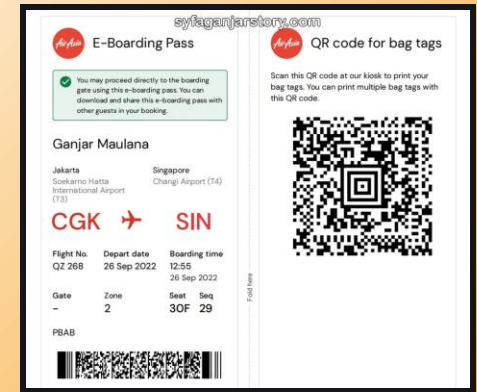 syfaganjarstory.com
AirAsia E-Boarding Pass
You may proceed directly to the boarding
gate using this e-boarding pass. You can
download and share this e-boarding pass with
other guests in your booking.
Ganjar Maulana
Jakarta Singapore
Soekarno Hatta Changi Airport (T4)
International Airport
(T3)
CGK SIN
Flight No. Depart date Boarding time
QZ 268 26 Sep 2022 12:55
26 Sep 2022
Gate Zone Seat Seq
– 2 30F 29
PBAB
Fold here
AirAsia QR code for bag tags
Scan this QR code at our kiosk to print your
bag tags. You can print multiple bag tags with
this QR code.